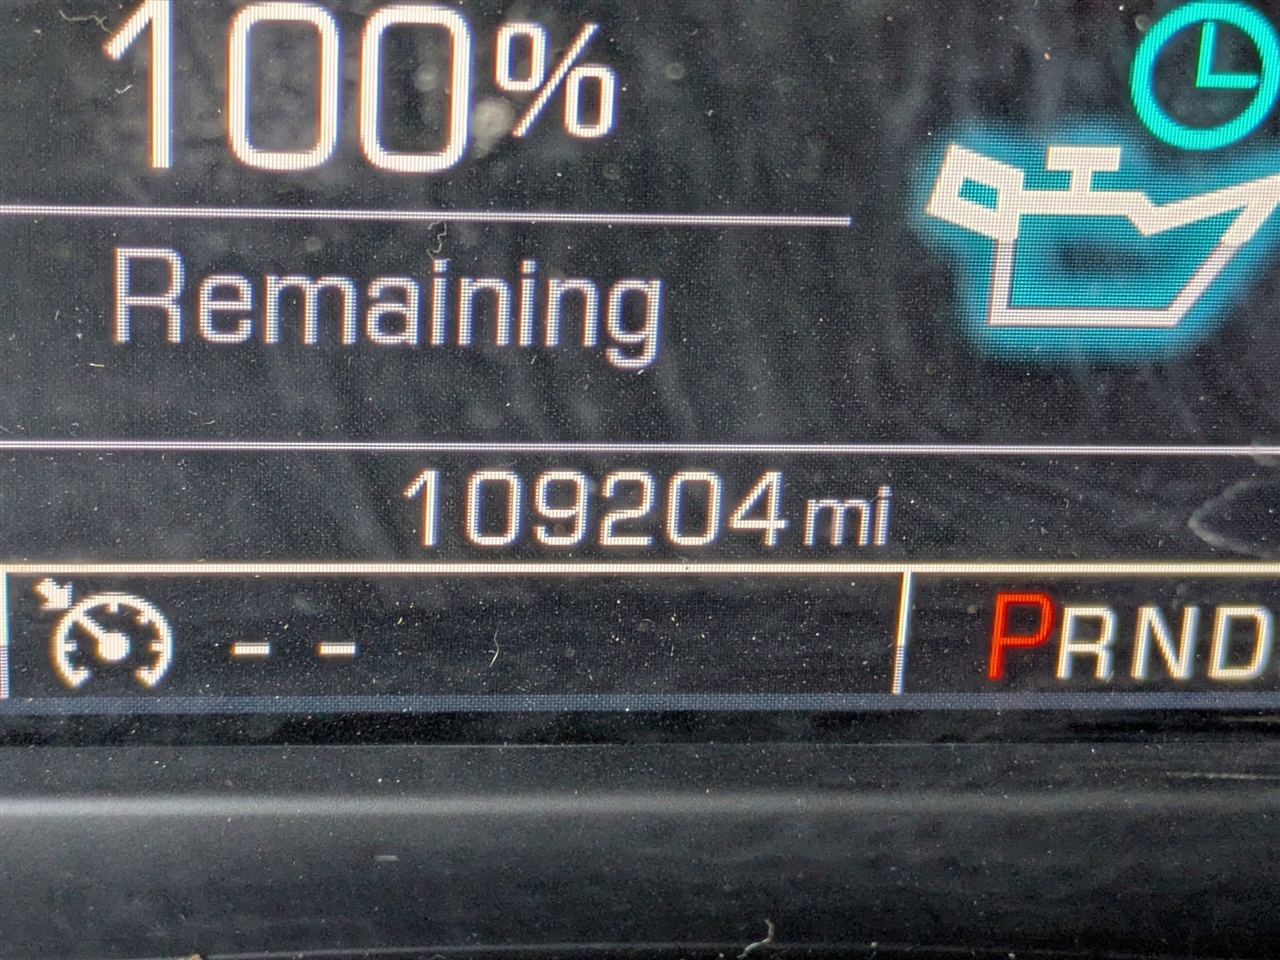 100%
Remaining
109204 mi
-- PRND